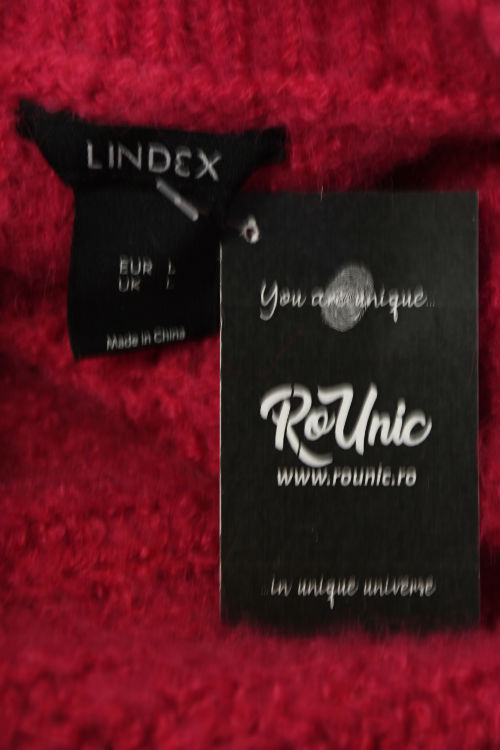 LINDEX
EUR L
UK L
Made in China
You are unique...
RoUnic
www.rounic.ro
...in unique universe